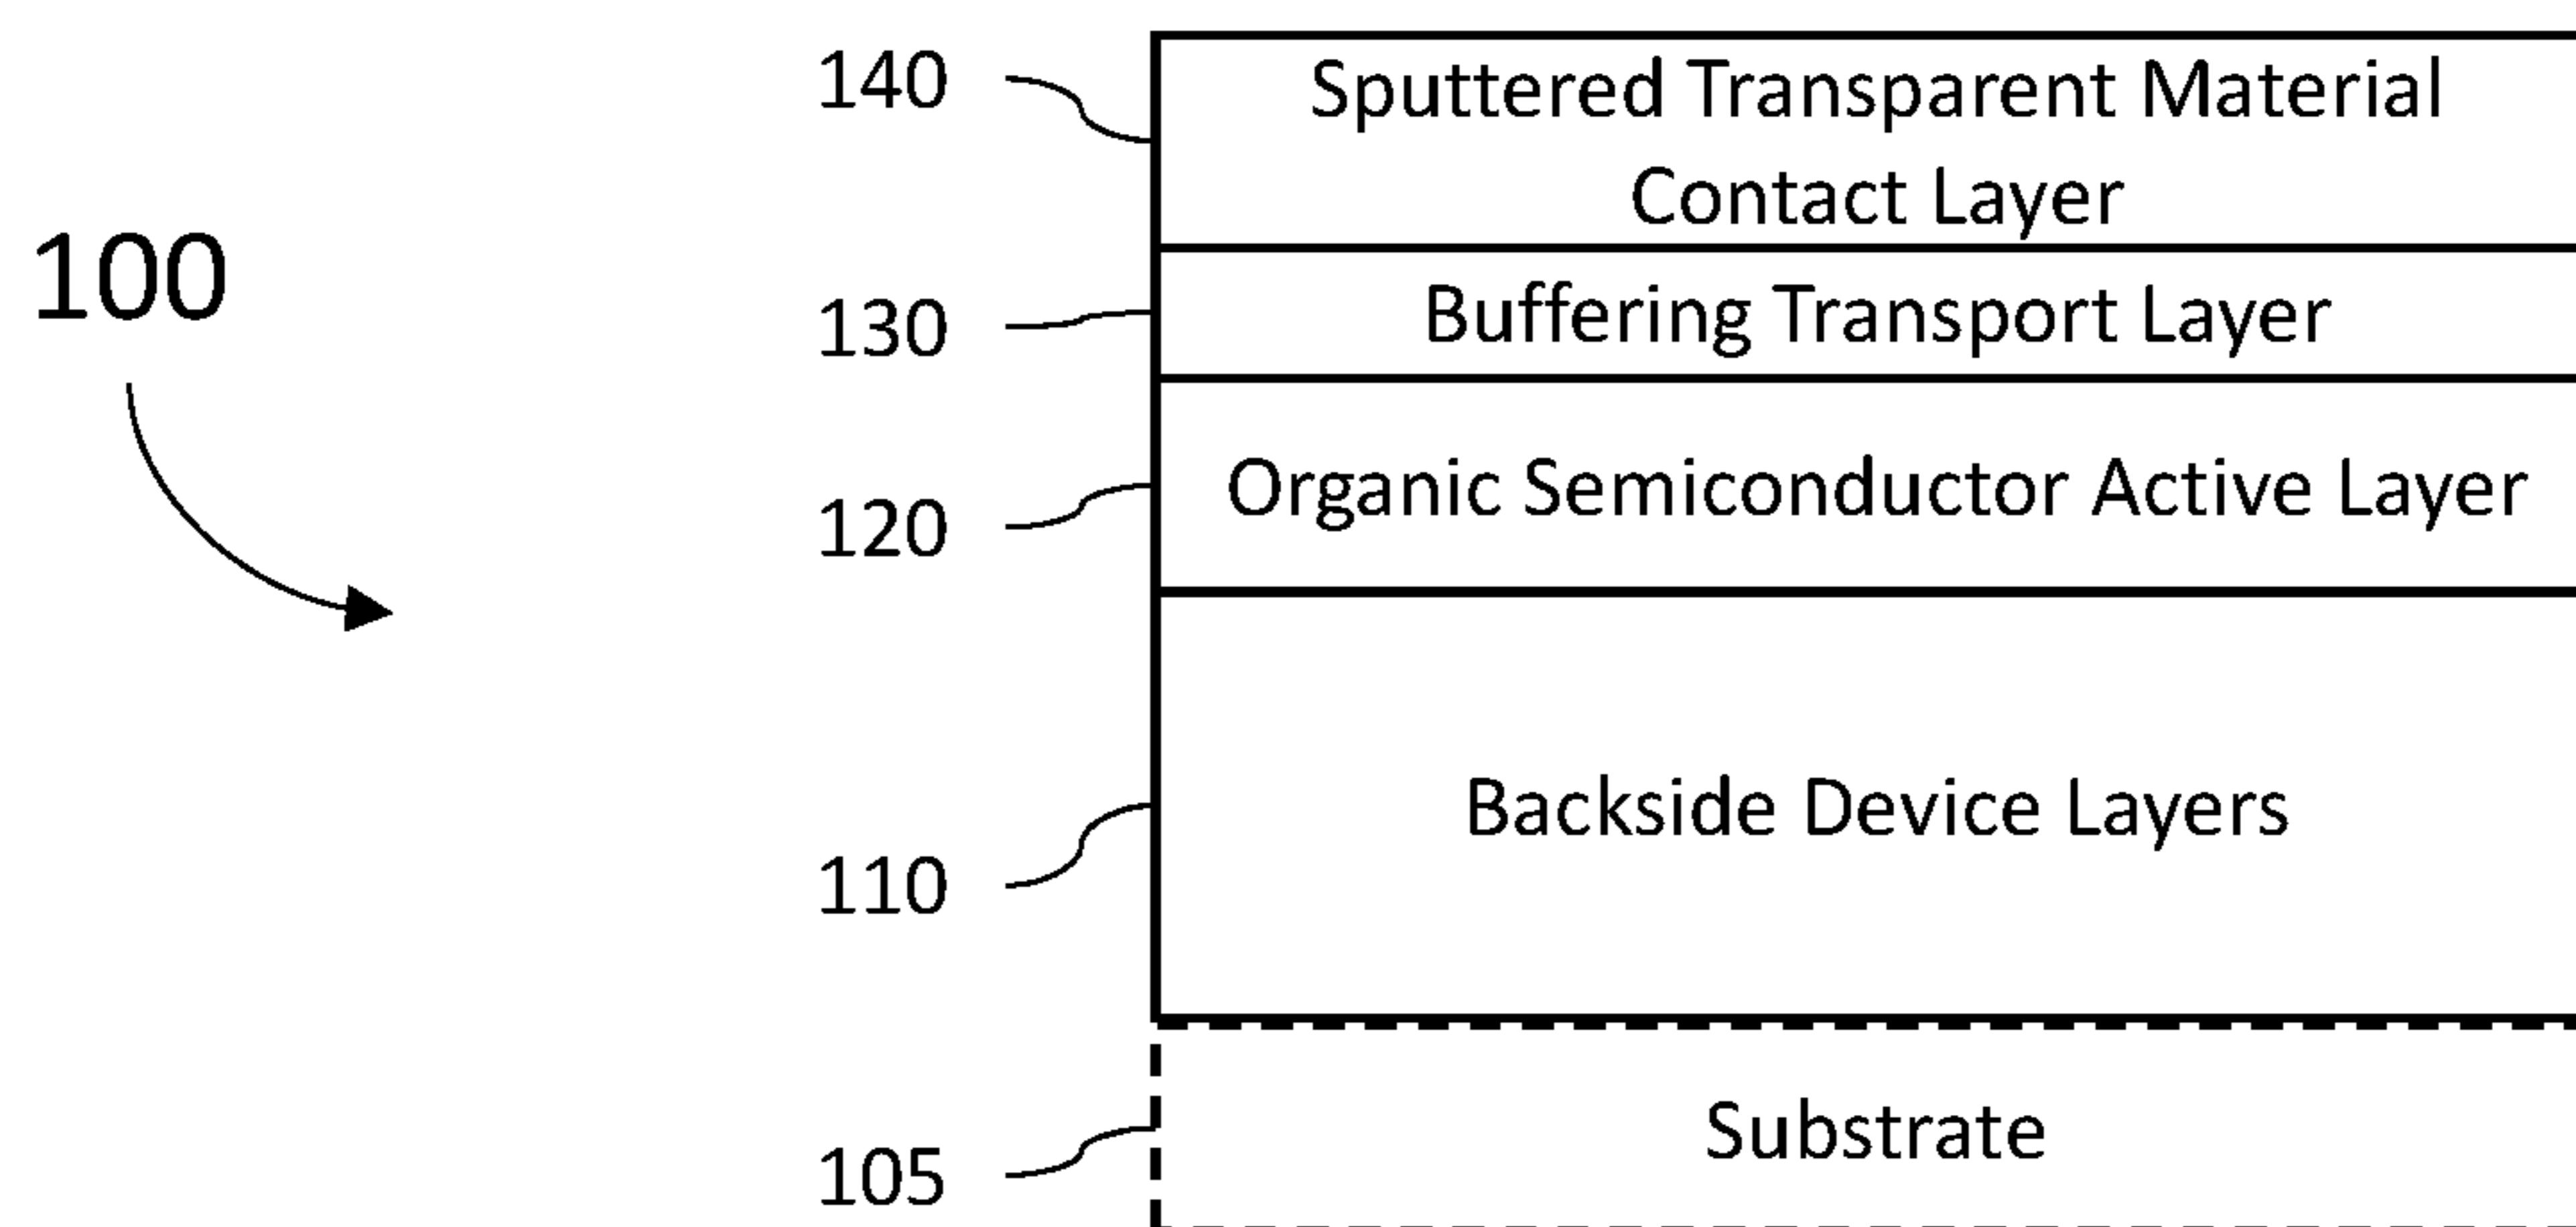 140
Sputtered Transparent Material
Contact Layer
100
130
Buffering Transport Layer
120
Organic Semiconductor Active Layer
110
Backside Device Layers
105
Substrate